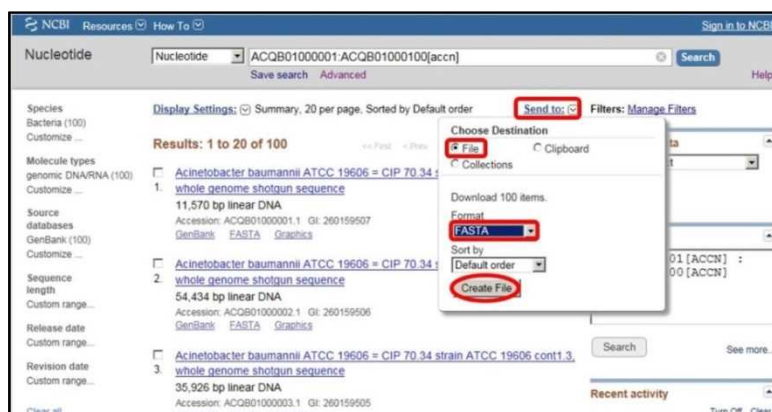 NCBI Resources How To Sign in to NCBI
Nucleotide Nucleotide ACQB01000001:ACQB01000100[accn] Search
Save search Advanced Help
Species
Bacteria (100)
Customize ...
Molecule types
genomic DNA/RNA (100)
Customize ...
Source
databases
GenBank (100)
Customize ...
Sequence
length
Custom range...
Release date
Custom range...
Revision date
Custom range...
Clear all
Display Settings: Summary, 20 per page, Sorted by Default order Send to: Filters: Manage Filters
Results: 1 to 20 of 100 << First < Prev
Acinetobacter baumannii ATCC 19606 = CIP 70.34 s
1. whole genome shotgun sequence
11,570 bp linear DNA
Accession: ACQB01000001.1 GI: 260159507
GenBank FASTA Graphics
Acinetobacter baumannii ATCC 19606 = CIP 70.34 s
2. whole genome shotgun sequence
54,434 bp linear DNA
Accession: ACQB01000002.1 GI: 260159506
GenBank FASTA Graphics
Acinetobacter baumannii ATCC 19606 = CIP 70.34 strain ATCC 19606 cont1.3,
3. whole genome shotgun sequence
35,926 bp linear DNA
Accession: ACQB01000003.1 GI: 260159505
Choose Destination
File Clipboard
Collections
Download 100 items.
Format
FASTA
Sort by
Default order
Create File
ta
t
01[ACCN] :
00[ACCN]
Search See more...
Recent activity
Turn Off Clear